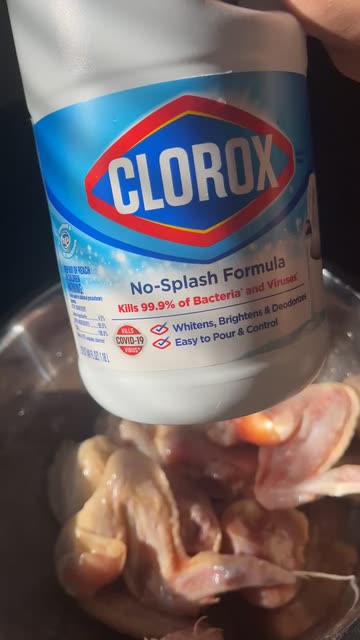 CLOROX
No-Splash Formula
Kills 99.9% of Bacteria and Viruses
KILLS
COVID-19
VIRUS
Whitens, Brightens & Deodorizes
Easy to Pour & Control